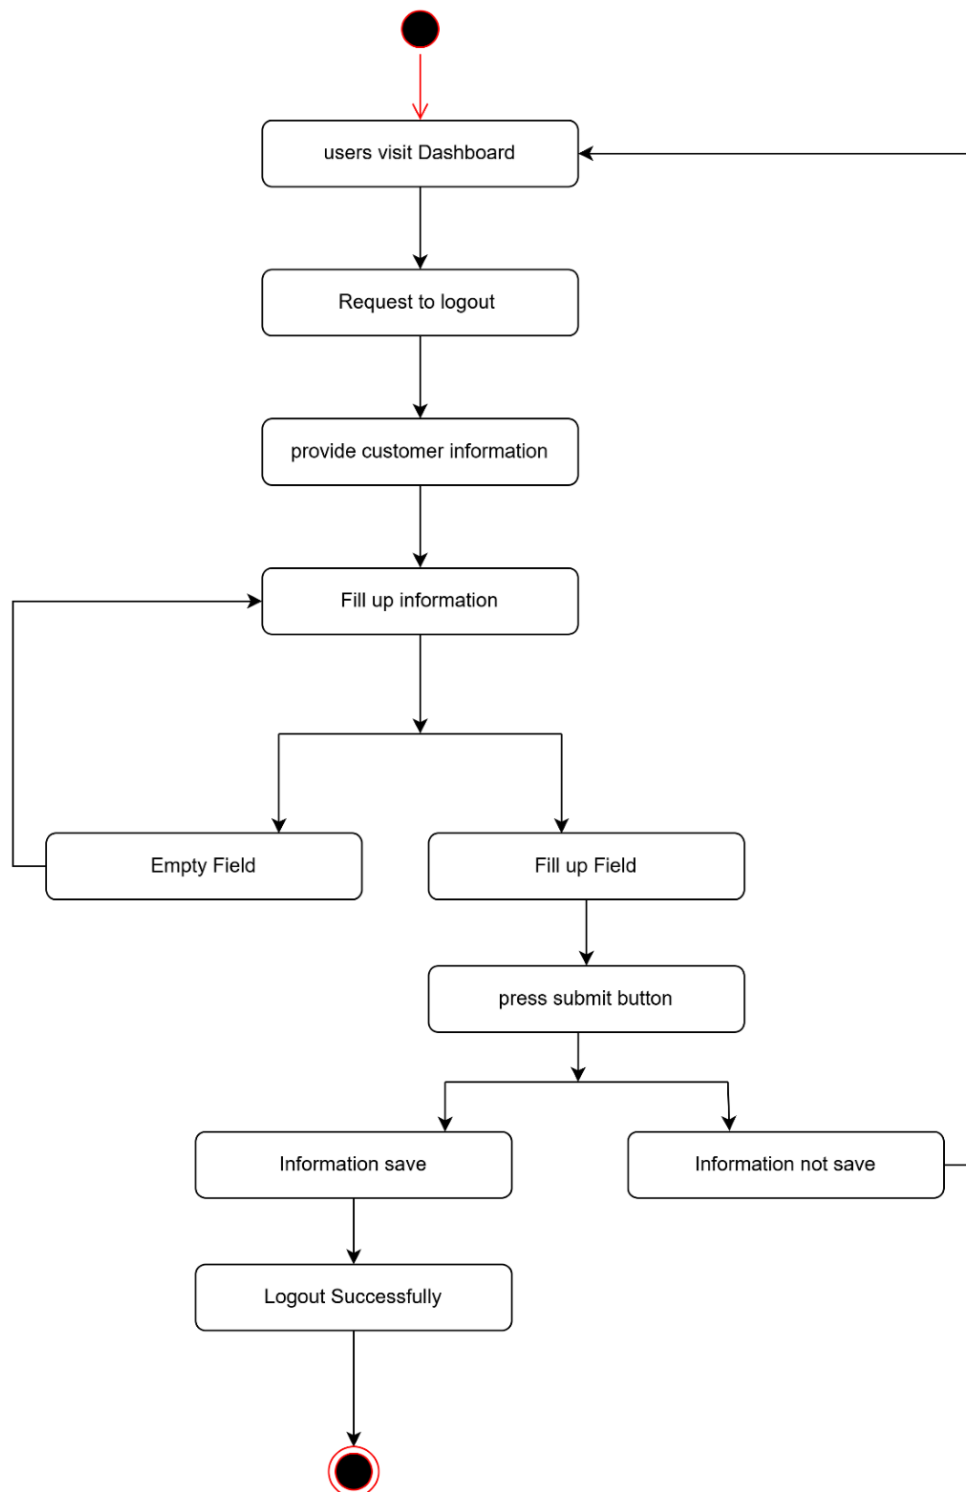 users visit Dashboard
Request to logout
provide customer information
Fill up information
Empty Field
Fill up Field
press submit button
Information save
Information not save
Logout Successfully